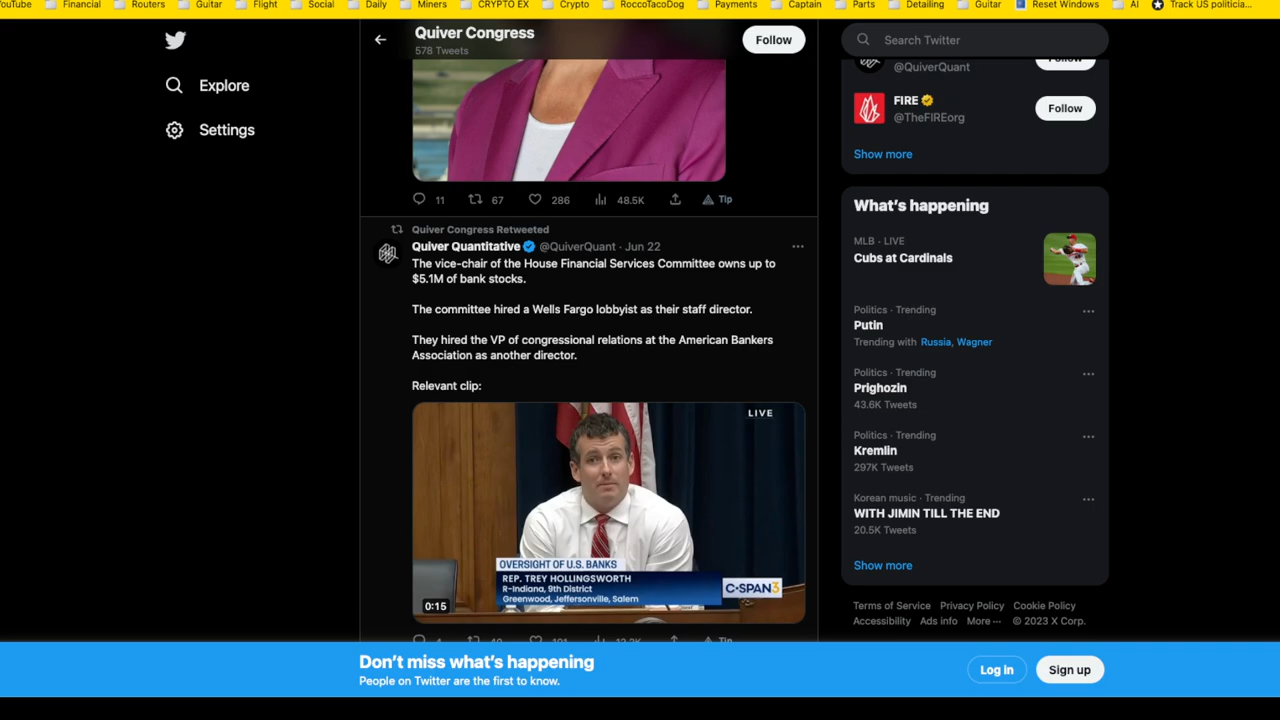 YouTube Financial Routers Guitar Flight Social Daily Miners CRYPTO EX Crypto RoccoTacoDog Payments Captain Parts Detailing Guitar Reset Windows AI Track US politicia...
Quiver Congress
578 Tweets
Follow
Search Twitter
Explore
Settings
@QuiverQuant
Follow
FIRE
@TheFIREorg
Follow
Show more
11 67 286 48.5K Tip
Quiver Congress Retweeted
Quiver Quantitative @QuiverQuant · Jun 22
The vice-chair of the House Financial Services Committee owns up to
$5.1M of bank stocks.
The committee hired a Wells Fargo lobbyist as their staff director.
They hired the VP of congressional relations at the American Bankers
Association as another director.
Relevant clip:
LIVE
OVERSIGHT OF U.S. BANKS
REP. TREY HOLLINGSWORTH
R-Indiana, 9th District
Greenwood, Jeffersonville, Salem
C·SPAN3
0:15
Tip
What's happening
MLB · LIVE
Cubs at Cardinals
Politics · Trending
Putin
Trending with Russia, Wagner
Politics · Trending
Prighozin
43.6K Tweets
Politics · Trending
Kremlin
297K Tweets
Korean music · Trending
WITH JIMIN TILL THE END
20.5K Tweets
Show more
Terms of Service Privacy Policy Cookie Policy
Accessibility Ads info More ··· © 2023 X Corp.
Don't miss what's happening
People on Twitter are the first to know.
Log in
Sign up